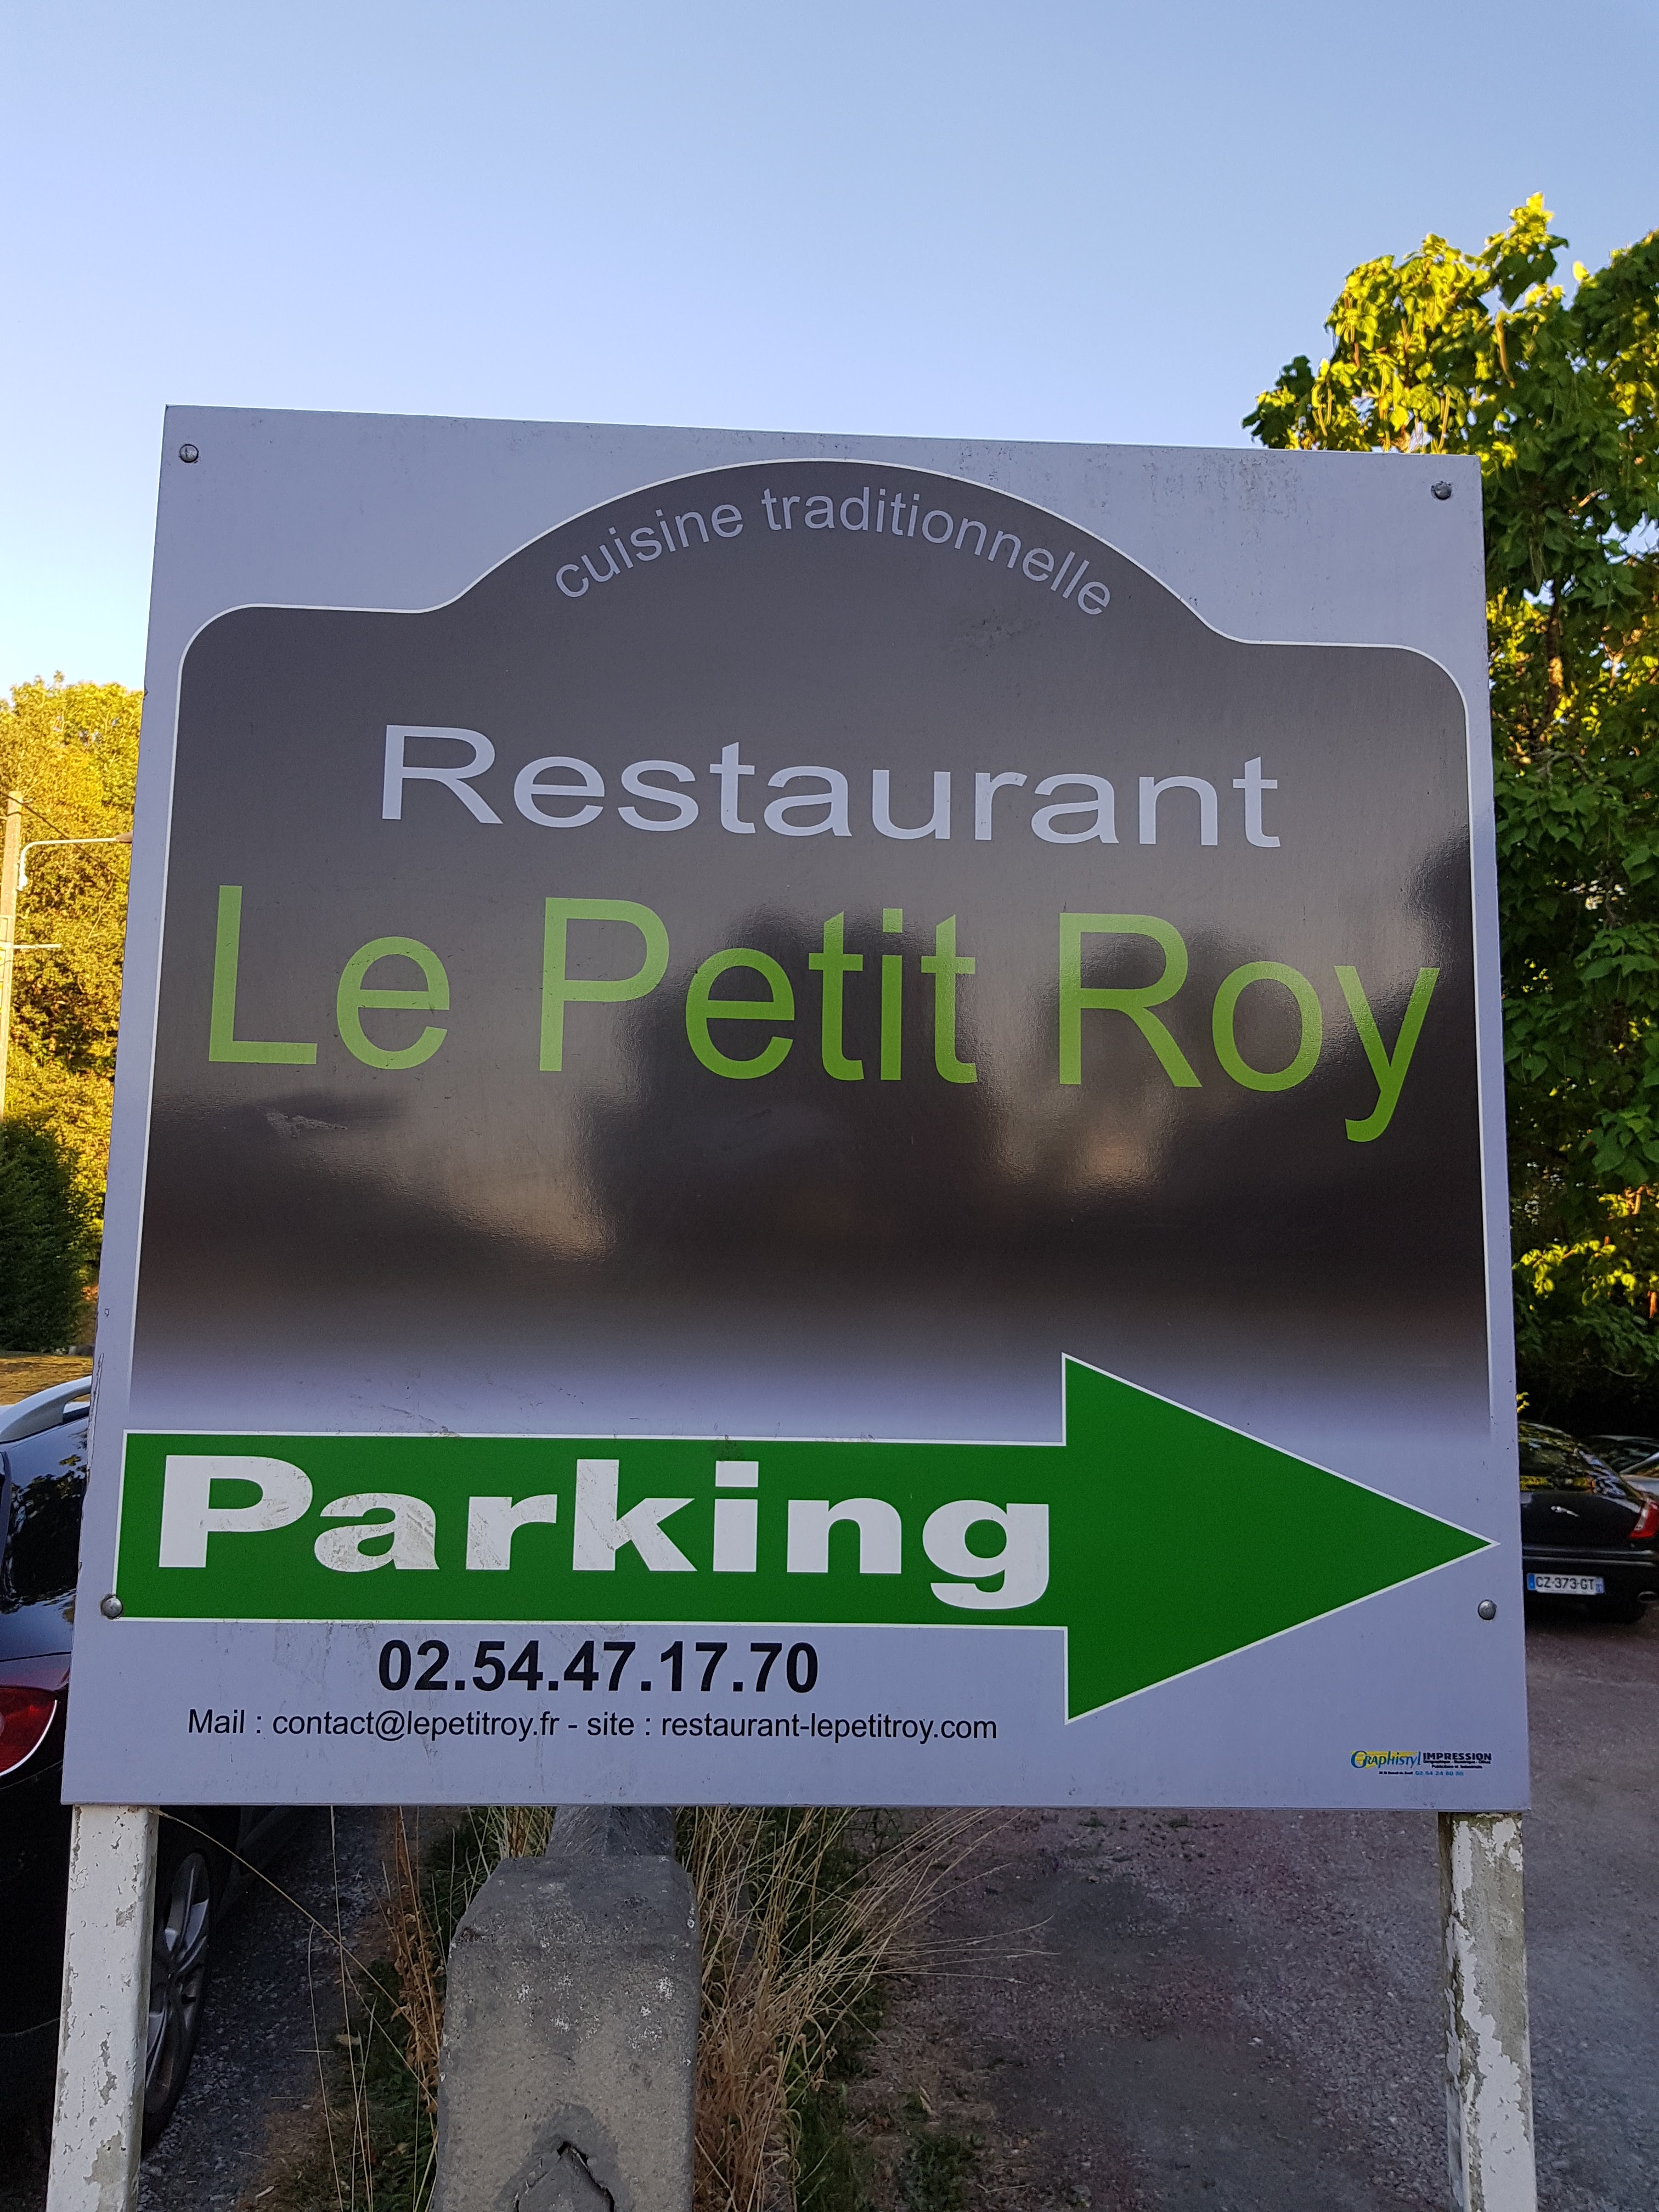 cuisine traditionnelle
Restaurant
Le Petit Roy
Parking
02.54.47.17.70
Mail : contact@lepetitroy.fr - site : restaurant-lepetitroy.com
Graphistyl IMPRESSION
CZ-373-GT